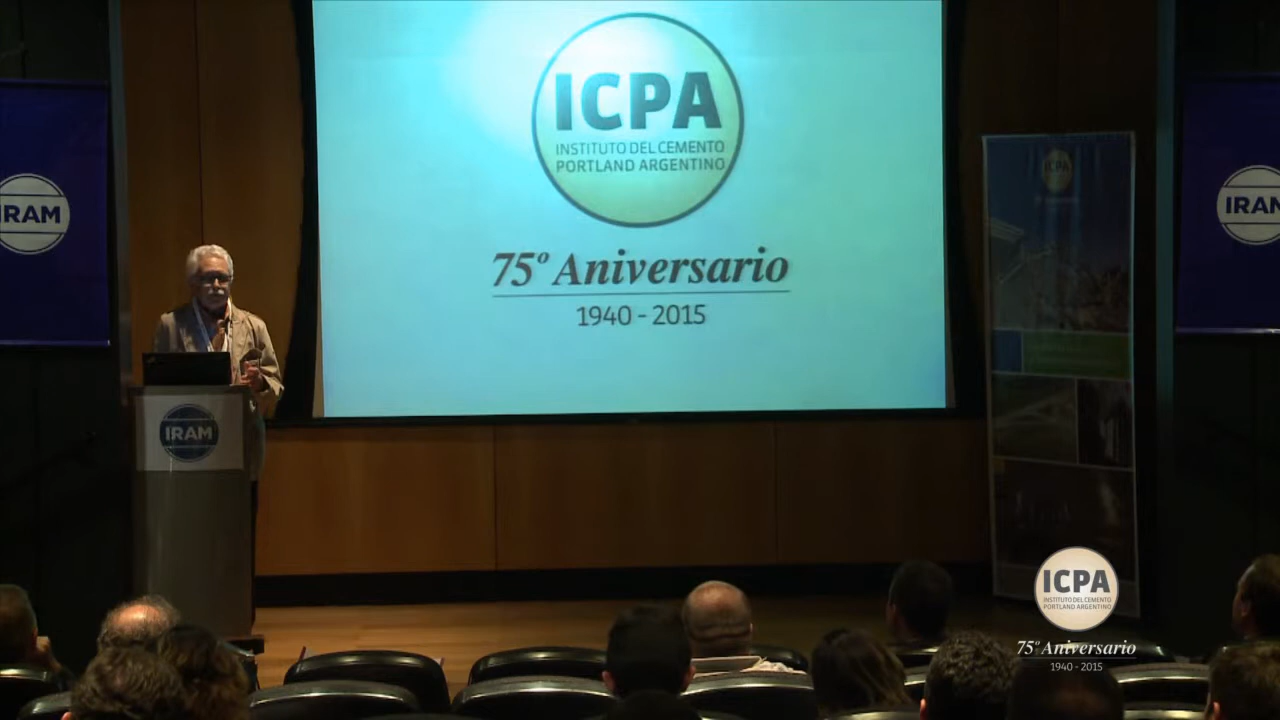 ICPA
INSTITUTO DEL CEMENTO
PORTLAND ARGENTINO
75º Aniversario
1940 - 2015
IRAM
IRAM
IRAM
ICPA
ICPA
INSTITUTO DEL CEMENTO
PORTLAND ARGENTINO
75º Aniversario
1940 - 2015